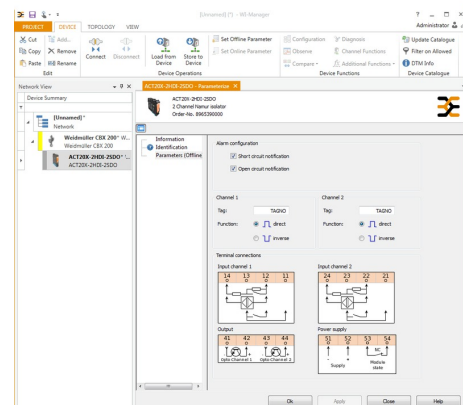 [Unnamed] (*) - WI-Manager
PROJECT DEVICE TOPOLOGY VIEW Administrator
Cut Add... Connect Disconnect Load from Device Store to Device Set Offline Parameter Configuration Diagnosis Update Catalogue
Copy Remove Set Online Parameter Observe Channel Functions Filter on Allowed
Paste Rename Compare Additional Functions DTM Info
Edit Device Operations Device Functions Device Catalogue
Network View
Device Summary
[Unnamed]*
Network
Weidmüller CBX 200* W...
Weidmüller CBX 200
ACT20X-2HDI-2SDO* '...
ACT20X-2HDI-2SDO
ACT20X-2HDI-2SDO - Parameterize
ACT20X-2HDI-2SDO
2 Channel Namur isolator
Order-No. 8965390000
Information
Identification
Parameters (Offline
Alarm configuration
Short circuit notification
Open circuit notification
Channel 1
Tag: TAGNO
Function: direct
inverse
Channel 2
Tag: TAGNO
Function: direct
inverse
Terminal connections
Input channel 1
14 13 12 11
Input channel 2
24 23 22 21
Output
41 42 43 44
Opto-Channel 1 Opto-Channel 2
Power supply
51 52 53 54
NC
- +
Supply
Module state
Ok Apply Close Help